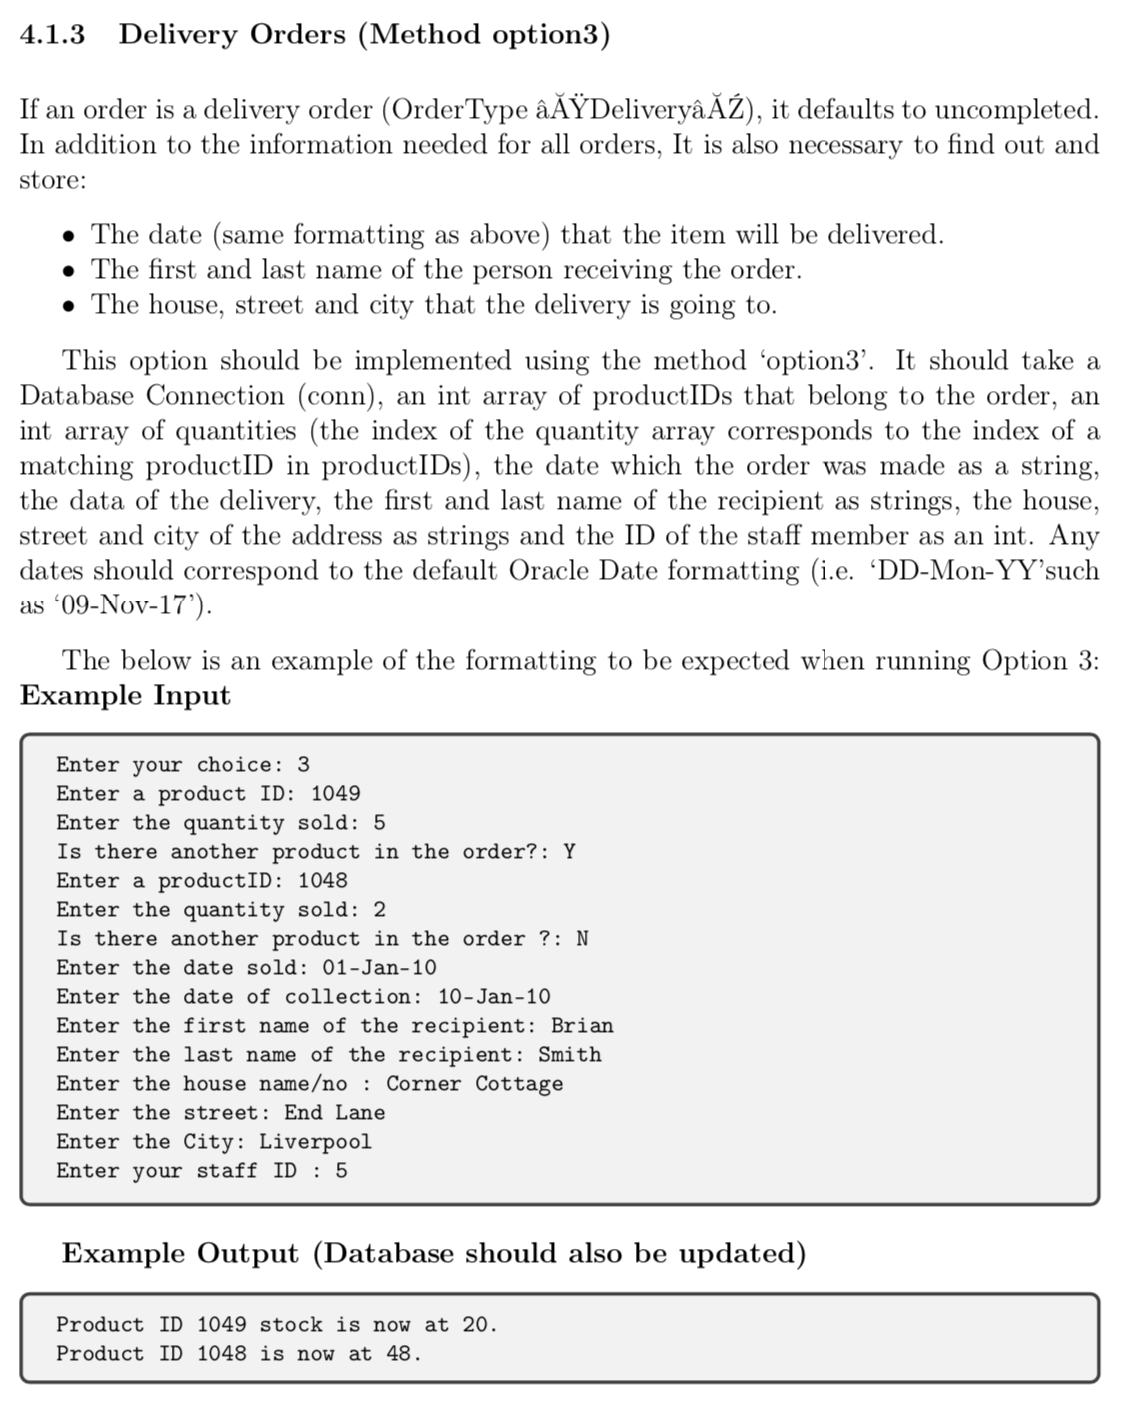 4.1.3 Delivery Orders (Method option3)
If an order is a delivery order (OrderType âĂŸDeliveryâĂŹ), it defaults to uncompleted.
In addition to the information needed for all orders, It is also necessary to find out and
store:
• The date (same formatting as above) that the item will be delivered.
• The first and last name of the person receiving the order.
• The house, street and city that the delivery is going to.
This option should be implemented using the method ‘option3’. It should take a
Database Connection (conn), an int array of productIDs that belong to the order, an
int array of quantities (the index of the quantity array corresponds to the index of a
matching productID in productIDs), the date which the order was made as a string,
the data of the delivery, the first and last name of the recipient as strings, the house,
street and city of the address as strings and the ID of the staff member as an int. Any
dates should correspond to the default Oracle Date formatting (i.e. ‘DD-Mon-YY’such
as ‘09-Nov-17’).
The below is an example of the formatting to be expected when running Option 3:
Example Input
Enter your choice: 3
Enter a product ID: 1049
Enter the quantity sold: 5
Is there another product in the order?: Y
Enter a productID: 1048
Enter the quantity sold: 2
Is there another product in the order ?: N
Enter the date sold: 01-Jan-10
Enter the date of collection: 10-Jan-10
Enter the first name of the recipient: Brian
Enter the last name of the recipient: Smith
Enter the house name/no : Corner Cottage
Enter the street: End Lane
Enter the City: Liverpool
Enter your staff ID : 5
Example Output (Database should also be updated)
Product ID 1049 stock is now at 20.
Product ID 1048 is now at 48.